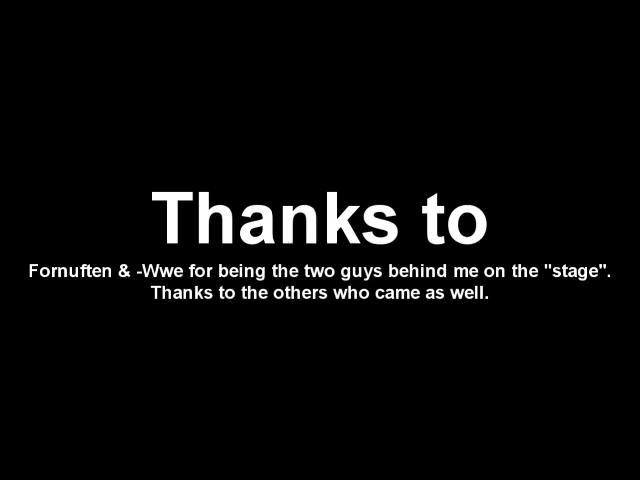 Thanks to
Fornuften & -Wwe for being the two guys behind me on the "stage".
Thanks to the others who came as well.